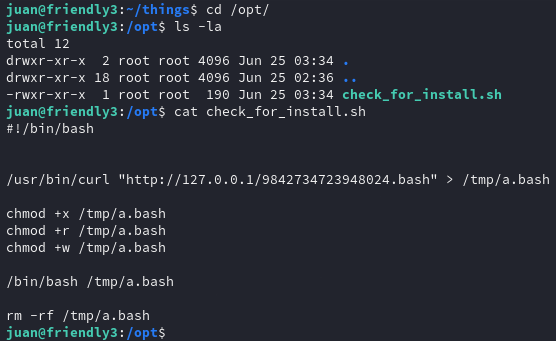 juan@friendly3:~/things$ cd /opt/
juan@friendly3:/opt$ ls -la
total 12
drwxr-xr-x  2 root root 4096 Jun 25 03:34 .
drwxr-xr-x 18 root root 4096 Jun 25 02:36 ..
-rwxr-xr-x  1 root root  190 Jun 25 03:34 check_for_install.sh
juan@friendly3:/opt$ cat check_for_install.sh
#!/bin/bash
/usr/bin/curl "http://127.0.0.1/9842734723948024.bash" > /tmp/a.bash
chmod +x /tmp/a.bash
chmod +r /tmp/a.bash
chmod +w /tmp/a.bash
/bin/bash /tmp/a.bash
rm -rf /tmp/a.bash
juan@friendly3:/opt$